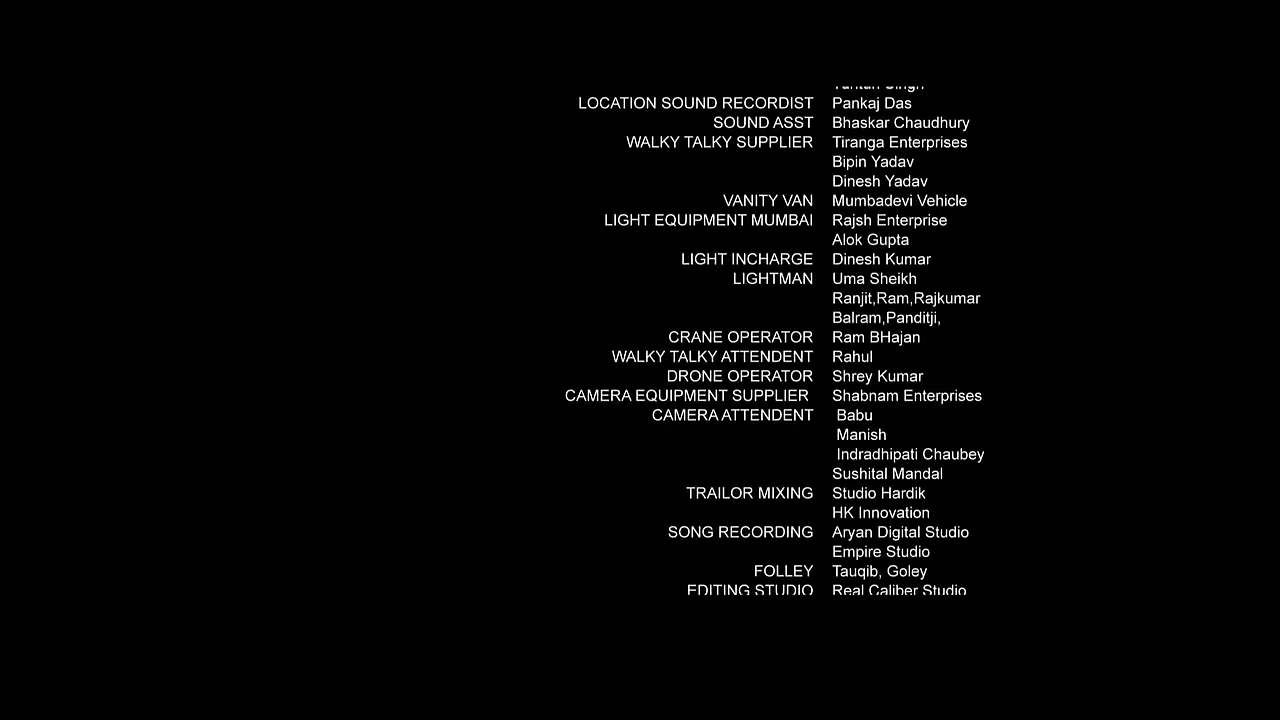 LOCATION SOUND RECORDIST Pankaj Das
SOUND ASST Bhaskar Chaudhury
WALKY TALKY SUPPLIER Tiranga Enterprises
Bipin Yadav
Dinesh Yadav
VANITY VAN Mumbadevi Vehicle
LIGHT EQUIPMENT MUMBAI Rajsh Enterprise
Alok Gupta
LIGHT INCHARGE Dinesh Kumar
LIGHTMAN Uma Sheikh
Ranjit,Ram,Rajkumar
Balram,Panditji,
CRANE OPERATOR Ram BHajan
WALKY TALKY ATTENDENT Rahul
DRONE OPERATOR Shrey Kumar
CAMERA EQUIPMENT SUPPLIER Shabnam Enterprises
CAMERA ATTENDENT Babu
Manish
Indradhipati Chaubey
Sushital Mandal
TRAILOR MIXING Studio Hardik
HK Innovation
SONG RECORDING Aryan Digital Studio
Empire Studio
FOLLEY Tauqib, Goley
EDITING STUDIO Real Caliber Studio